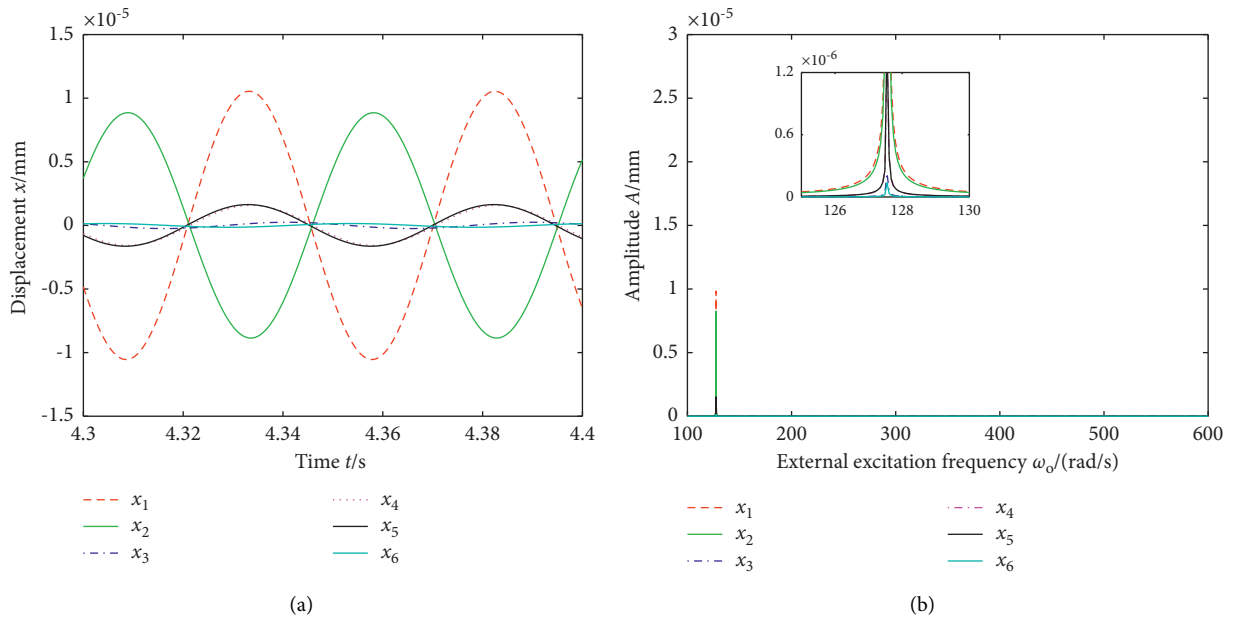 ×10⁻⁵
1.5
1
0.5
0
-0.5
-1
-1.5
Displacement x/mm
4.3 4.32 4.34 4.36 4.38 4.4
Time t/s
x₁ x₄
x₂ x₅
x₃ x₆
(a)
×10⁻⁵
3
2.5
2
1.5
1
0.5
0
Amplitude A/mm
×10⁻⁶
1.2
0.6
0
126 128 130
100 200 300 400 500 600
External excitation frequency ωₒ/(rad/s)
x₁ x₄
x₂ x₅
x₃ x₆
(b)